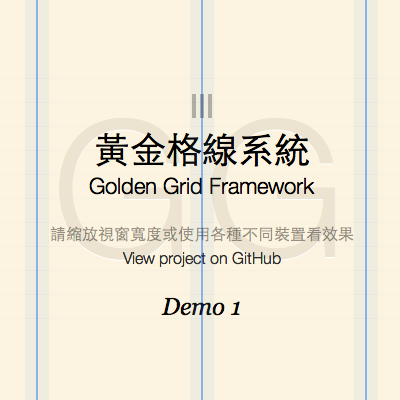 GG
黃金格線系統
Golden Grid Framework
請縮放視窗寬度或使用各種不同裝置看效果
View project on GitHub
Demo 1